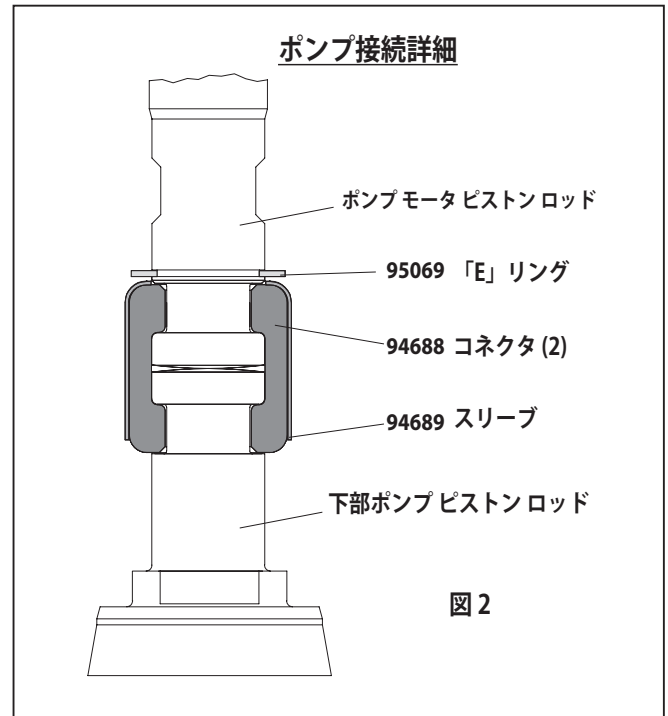 ポンプ接続詳細
ポンプ モータ ピストン ロッド
95069 「E」リング
94688 コネクタ (2)
94689 スリーブ
下部ポンプ ピストン ロッド
図 2